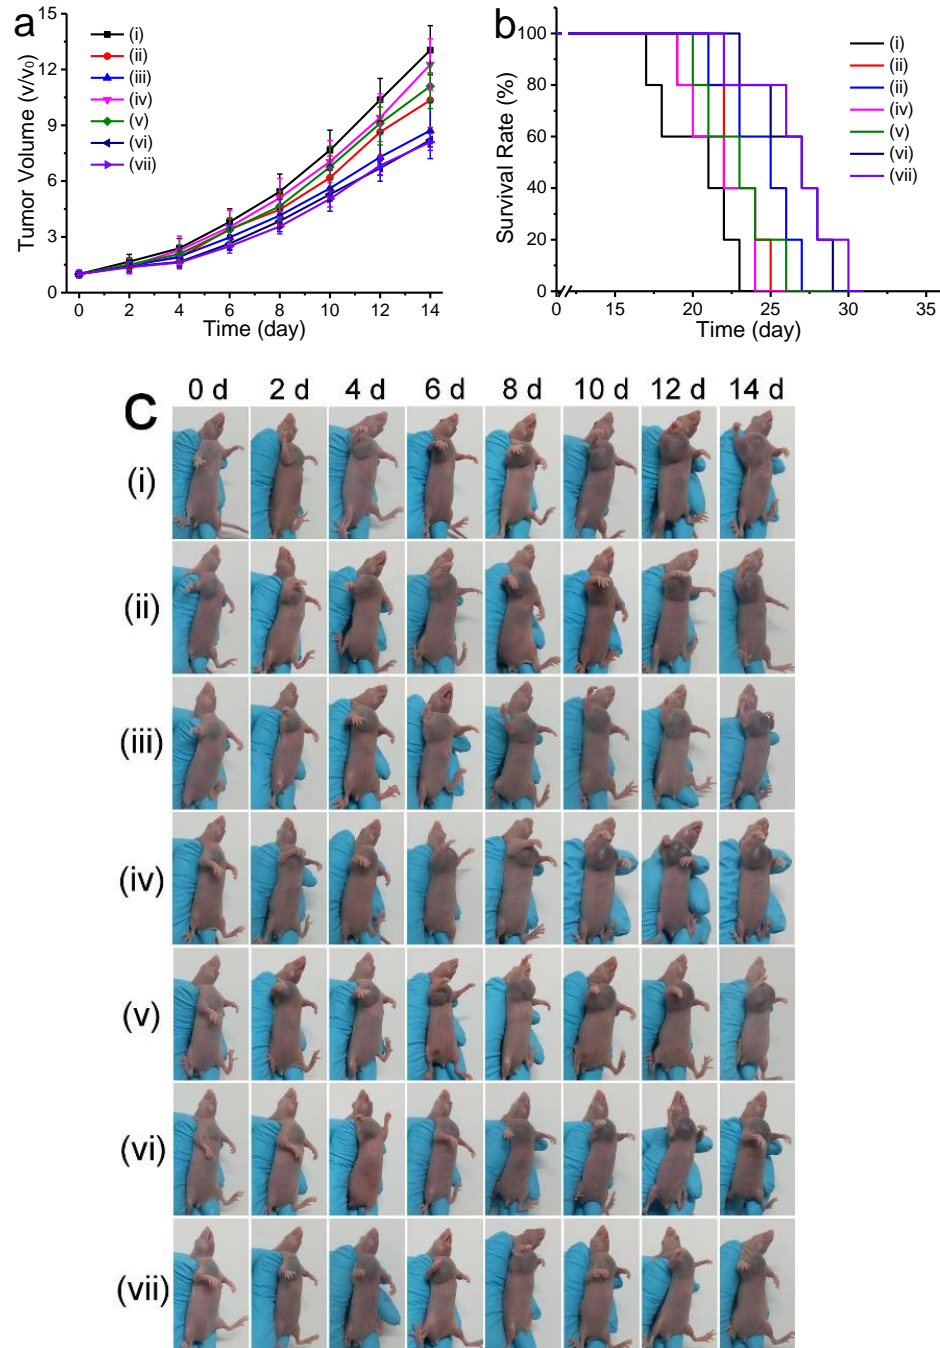 a
Tumor Volume (v/v₀)
15
12
9
6
3
0
(i)
(ii)
(iii)
(iv)
(v)
(vi)
(vii)
0 2 4 6 8 10 12 14
Time (day)
b
Survival Rate (%)
100
80
60
40
20
0
(i)
(ii)
(ii)
(iv)
(v)
(vi)
(vii)
0 15 20 25 30 35
Time (day)
c
0 d 2 d 4 d 6 d 8 d 10 d 12 d 14 d
(i)
(ii)
(iii)
(iv)
(v)
(vi)
(vii)